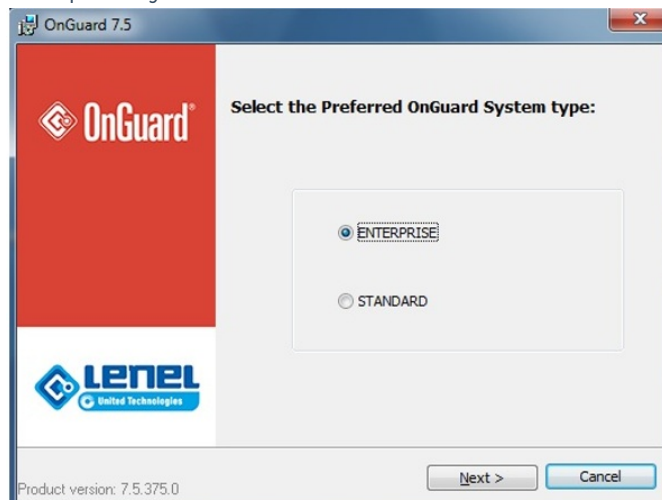 OnGuard 7.5
OnGuard®
Select the Preferred OnGuard System type:
ENTERPRISE
STANDARD
LENEL
United Technologies
Product version: 7.5.375.0
Next >
Cancel